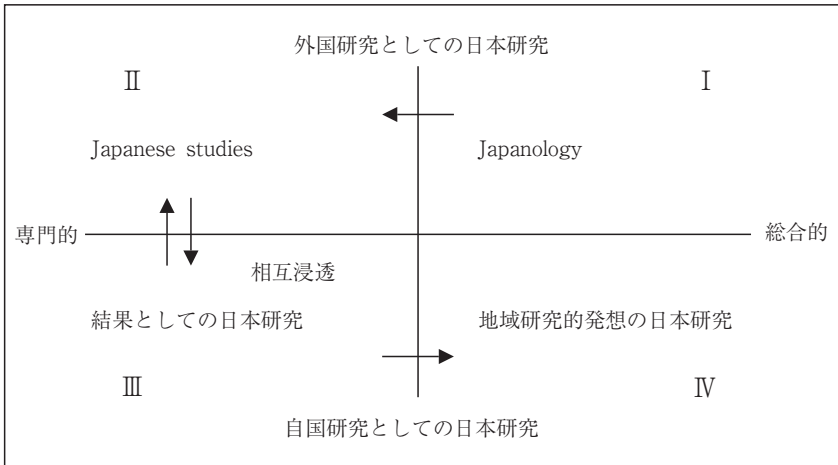 外国研究としての日本研究
Ⅱ
Ⅰ
Japanese studies
Japanology
専門的
総合的
相互浸透
結果としての日本研究
地域研究的発想の日本研究
Ⅲ
Ⅳ
自国研究としての日本研究